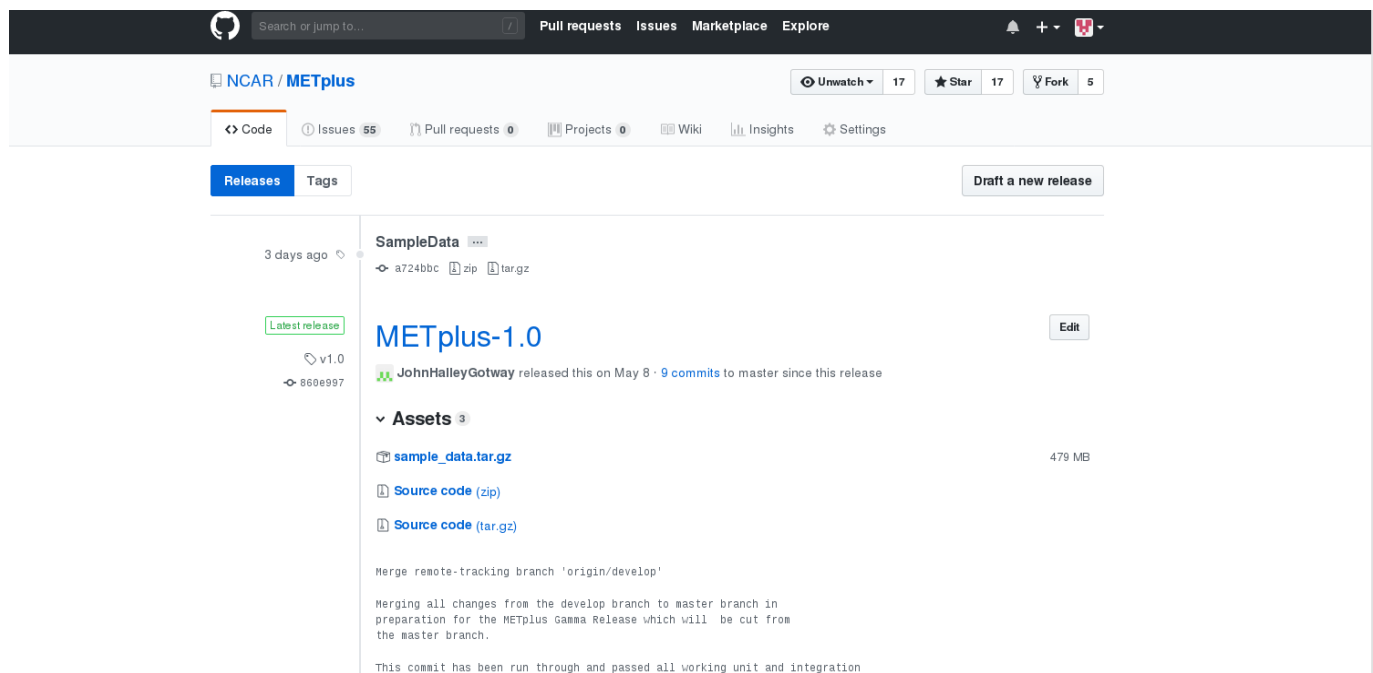 Search or jump to... / Pull requests Issues Marketplace Explore
NCAR / METplus Unwatch 17 Star 17 Fork 5
Code Issues 55 Pull requests 0 Projects 0 Wiki Insights Settings
Releases Tags Draft a new release
SampleData ...
3 days ago
a724bbc zip tar.gz
Latest release
METplus-1.0 Edit
v1.0
JohnHalleyGotway released this on May 8 · 9 commits to master since this release
860e997
Assets 3
sample_data.tar.gz 479 MB
Source code (zip)
Source code (tar.gz)
Merge remote-tracking branch 'origin/develop'
Merging all changes from the develop branch to master branch in
preparation for the METplus Gamma Release which will  be cut from
the master branch.
This commit has been run through and passed all working unit and integration